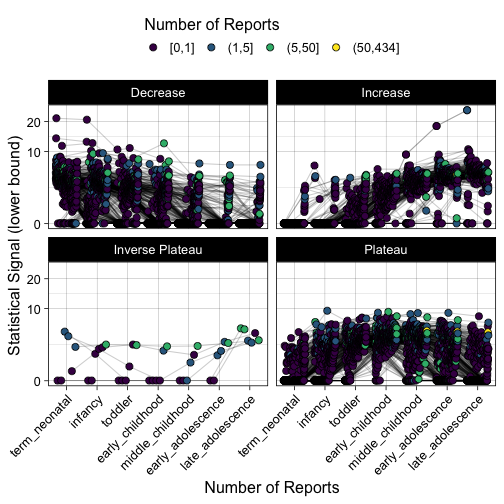 Number of Reports
[0,1] (1,5] (5,50] (50,434]
Decrease Increase
20
10
0
Inverse Plateau Plateau
20
10
0
Statistical Signal (lower bound)
term_neonatal infancy toddler early_childhood middle_childhood early_adolescence late_adolescence term_neonatal infancy toddler early_childhood middle_childhood early_adolescence late_adolescence
Number of Reports